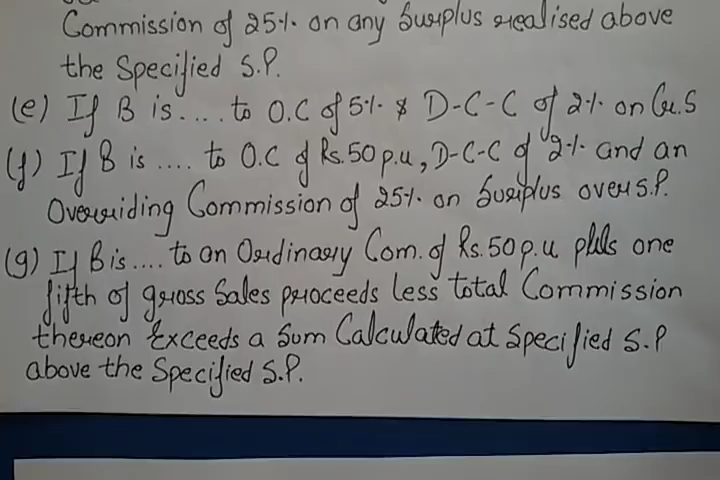 Commission of 25% on any Surplus realised above
the Specified S.P.
(e) If B is.... to O.C of 5% & D-C-C of 2% on Gr.S
(f) If B is .... to O.C of Rs.50 p.u, D-C-C of 2% and an
Overriding Commission of 25% on Surplus over S.P.
(g) If B is.... to an Ordinary Com. of Rs.50 p.u plus one
fifth of gross Sales proceeds less total Commission
thereon Exceeds a Sum Calculated at Specified S.P
above the Specified S.P.